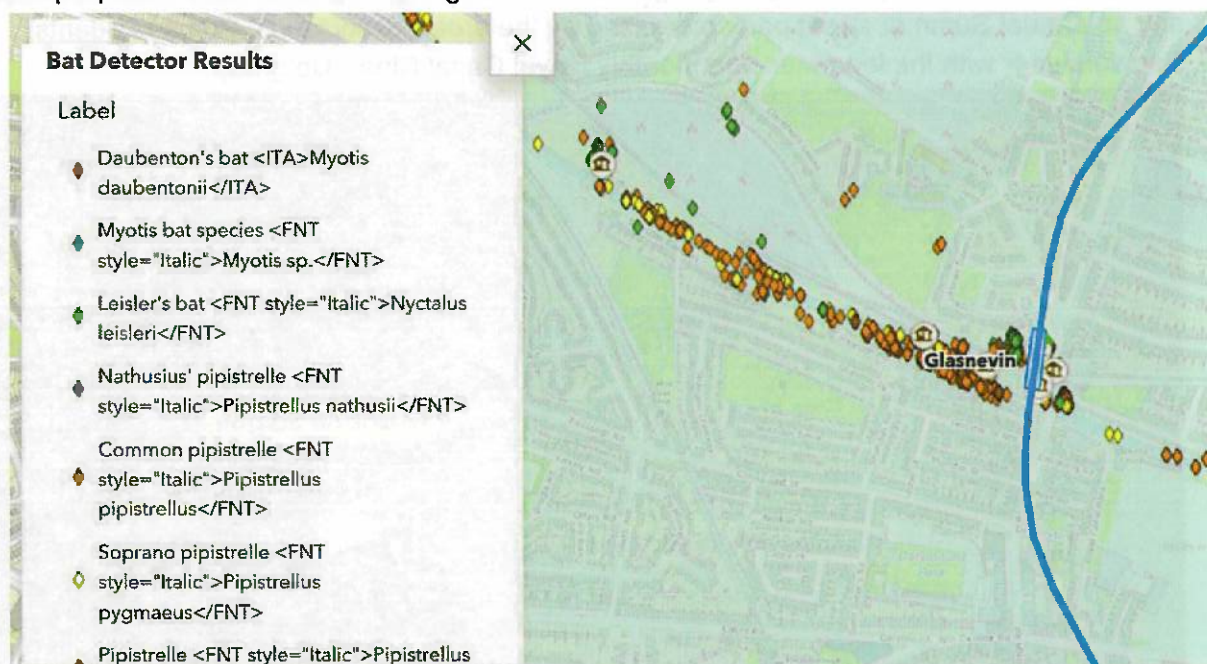 Bat Detector Results
Label
Daubenton's bat <ITA>Myotis
daubentonii</ITA>
Myotis bat species <FNT
style="Italic">Myotis sp.</FNT>
Leisler's bat <FNT style="Italic">Nyctalus
leisleri</FNT>
Nathusius' pipistrelle <FNT
style="Italic">Pipistrellus nathusii</FNT>
Common pipistrelle <FNT
style="Italic">Pipistrellus
pipistrellus</FNT>
Soprano pipistrelle <FNT
style="Italic">Pipistrellus
pygmaeus</FNT>
Pipistrelle <FNT style="Italic">Pipistrellus
Glasnevin